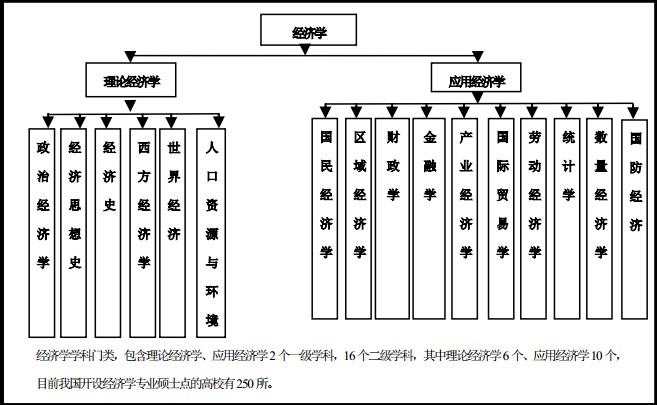 经济学
理论经济学
应用经济学
政治经济学
经济思想史
经济史
西方经济学
世界经济
人口资源与环境
国民经济学
区域经济学
财政学
金融学
产业经济学
国际贸易学
劳动经济学
统计学
数量经济学
国防经济
经济学学科门类，包含理论经济学、应用经济学2个一级学科，16个二级学科，其中理论经济学6个、应用经济学10个，
目前我国开设经济学专业硕士点的高校有250所。